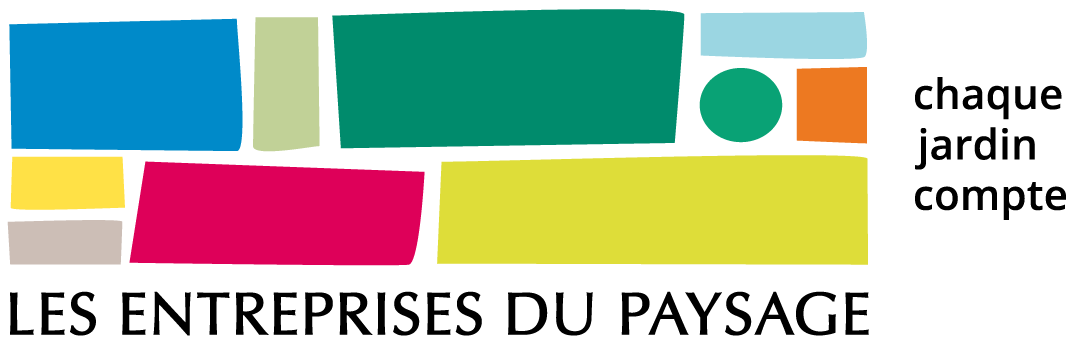 chaque
jardin
compte
LES ENTREPRISES DU PAYSAGE